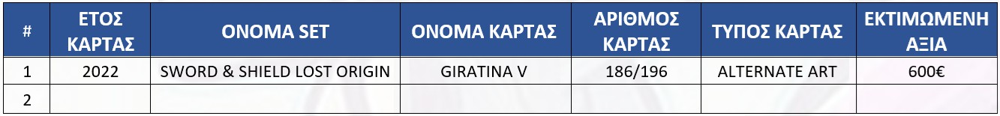 # ΕΤΟΣ ΚΑΡΤΑΣ ΟΝΟΜΑ SET ΟΝΟΜΑ ΚΑΡΤΑΣ ΑΡΙΘΜΟΣ ΚΑΡΤΑΣ ΤΥΠΟΣ ΚΑΡΤΑΣ ΕΚΤΙΜΩΜΕΝΗ ΑΞΙΑ
1 2022 SWORD & SHIELD LOST ORIGIN GIRATINA V 186/196 ALTERNATE ART 600€
2